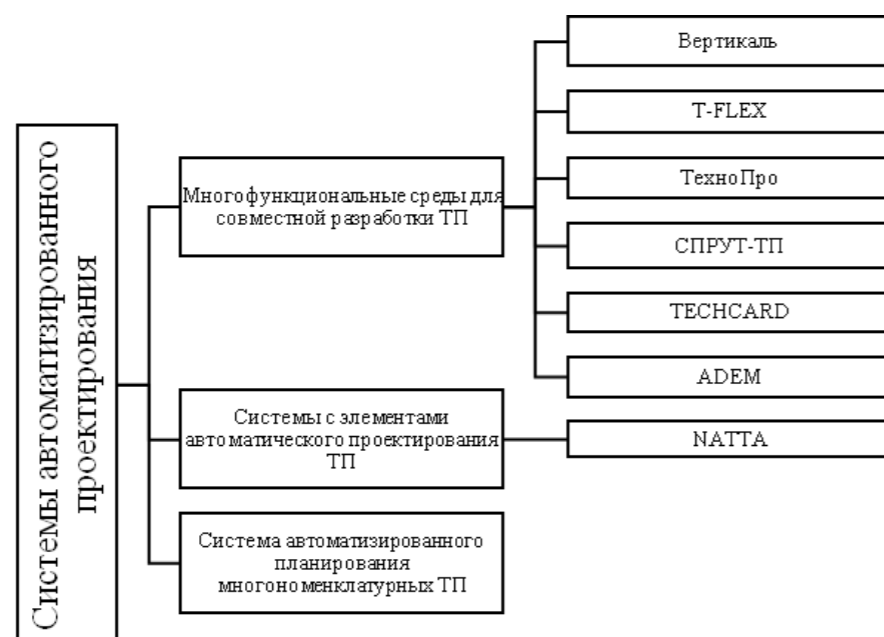 Системы автоматизированного
проектирования
Многофункциональные среды для
совместной разработки ТП
Системы с элементами
автоматического проектирования
ТП
Система автоматизированного
планирования
многономенклатурных ТП
Вертикаль
T-FLEX
ТехноПро
СПРУТ-ТП
TECHCARD
ADEM
NATTA